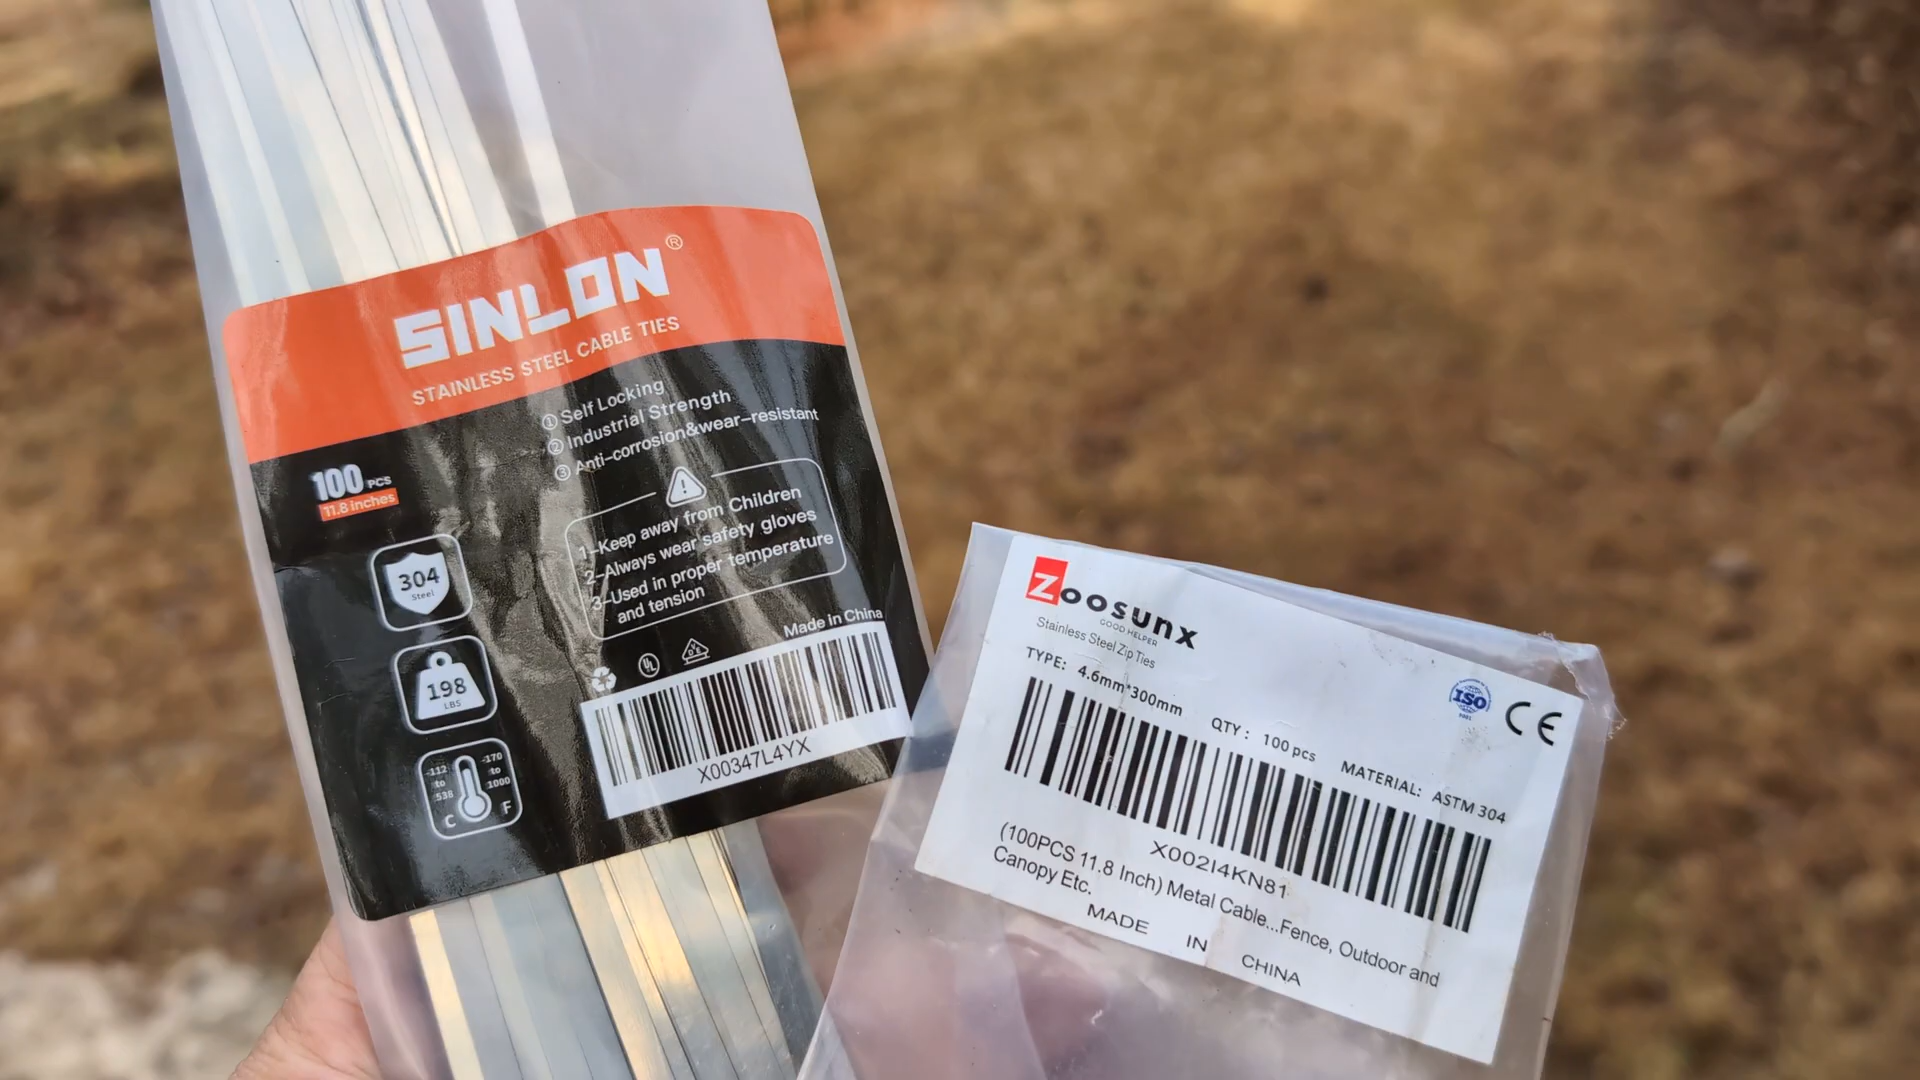 SINLON®
STAINLESS STEEL CABLE TIES
① Self Locking
② Industrial Strength
③ Anti-corrosion&wear-resistant
100 PCS
11.8 inches
1-Keep away from Children
2-Always wear safety gloves
3-Used in proper temperature
and tension
304
Steel
198
LBS
-112 to 538 C
-170 to 1000 F
Made in China
UL
VDE
X00347L4YX
Zoosunx
GOOD HELPER
Stainless Steel Zip Ties
TYPE: 4.6mm*300mm QTY: 100 pcs MATERIAL: ASTM 304
ISO
CE
X002I4KN81
(100PCS 11.8 Inch) Metal Cable...Fence, Outdoor and
Canopy Etc.
MADE IN CHINA